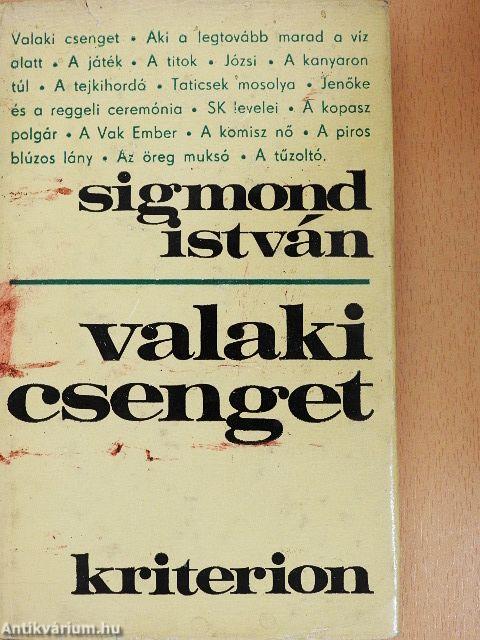 Valaki csenget • Aki a legtovább marad a víz
alatt • A játék • A titok • Józsi • A kanyaron
túl • A tejkihordó • Taticsek mosolya • Jenőke
és a reggeli ceremónia • SK levelei • A kopasz
polgár • A Vak Ember • A komisz nő • A piros
blúzos lány • Az öreg muksó • A tűzoltó.
sigmond
istván
valaki
csenget
kriterion
Antikvárium.hu